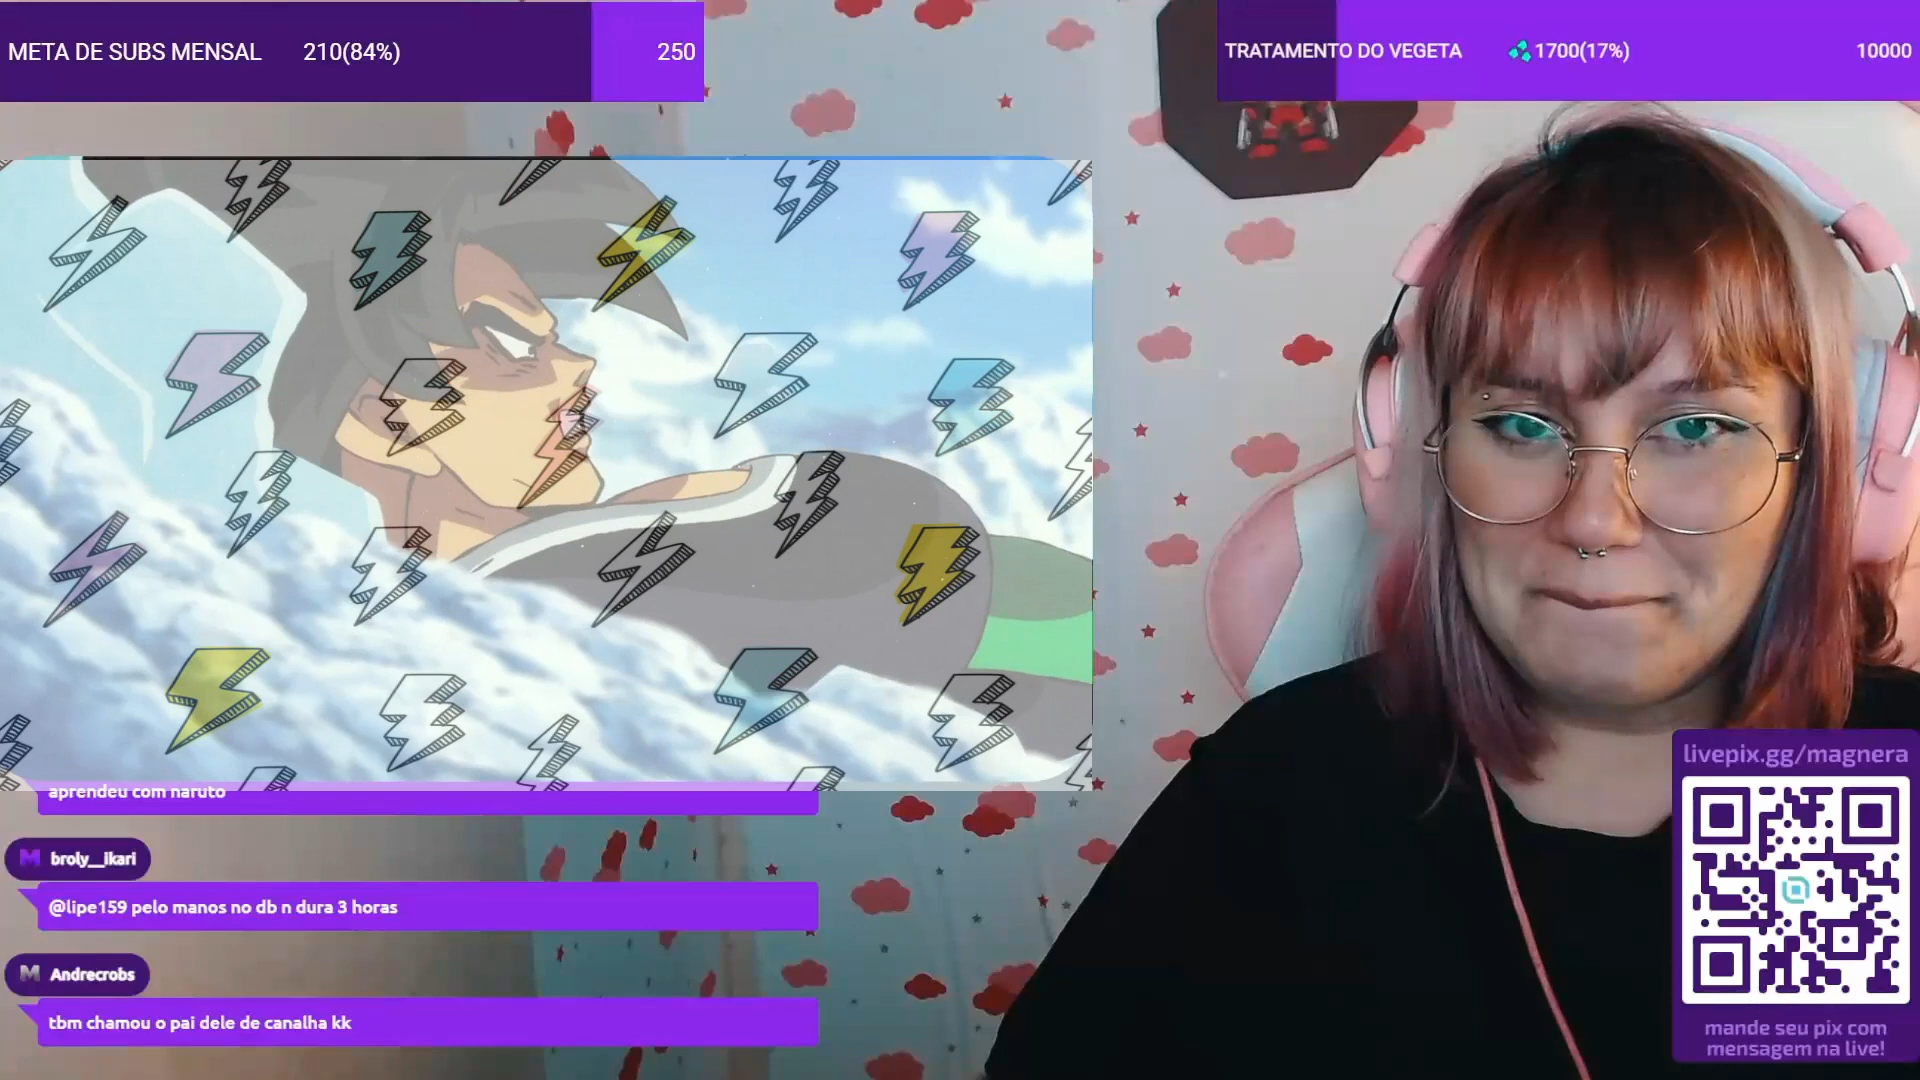 META DE SUBS MENSAL 210(84%) 250
TRATAMENTO DO VEGETA 1700(17%) 10000
aprendeu com naruto
broly__ikari
@lipe159 pelo manos no db n dura 3 horas
Andrecrobs
tbm chamou o pai dele de canalha kk
livepix.gg/magnera
mande seu pix com
mensagem na live!